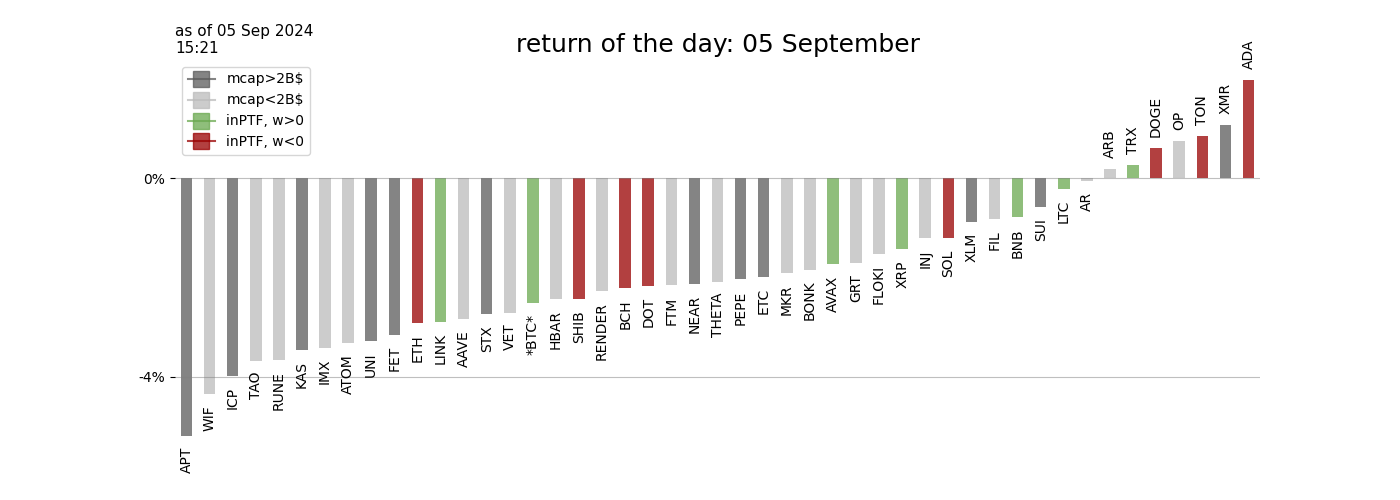 as of 05 Sep 2024
15:21
return of the day: 05 September
mcap>2B$
mcap<2B$
inPTF, w>0
inPTF, w<0
0%
-4%
APT
WIF
ICP
TAO
RUNE
KAS
IMX
ATOM
UNI
FET
ETH
LINK
AAVE
STX
VET
*BTC*
HBAR
SHIB
RENDER
BCH
DOT
FTM
NEAR
THETA
PEPE
ETC
MKR
BONK
AVAX
GRT
FLOKI
XRP
INJ
SOL
XLM
FIL
BNB
SUI
LTC
AR
ARB
TRX
DOGE
OP
TON
XMR
ADA